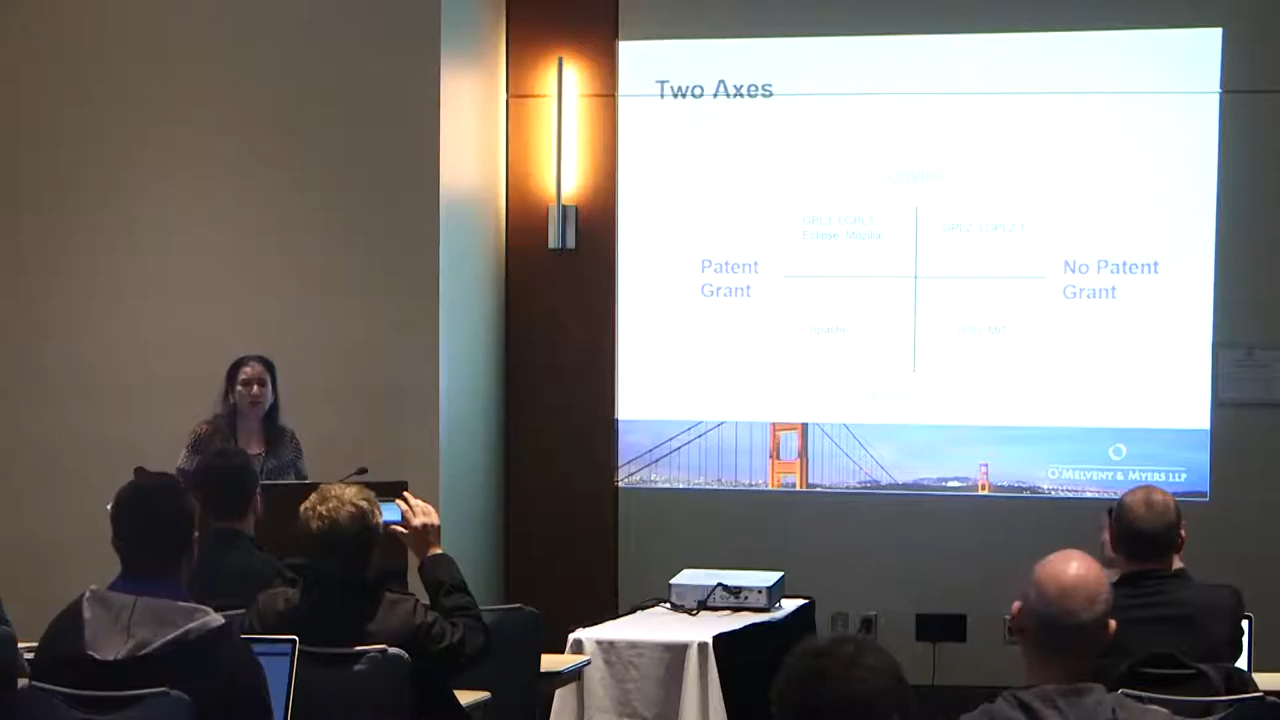 Two Axes
GPL3, LGPL3,
Eclipse, Mozilla
GPL2, LGPL2.1
Patent
Grant
No Patent
Grant
Apache
MIT
O'MELVENY & MYERS LLP